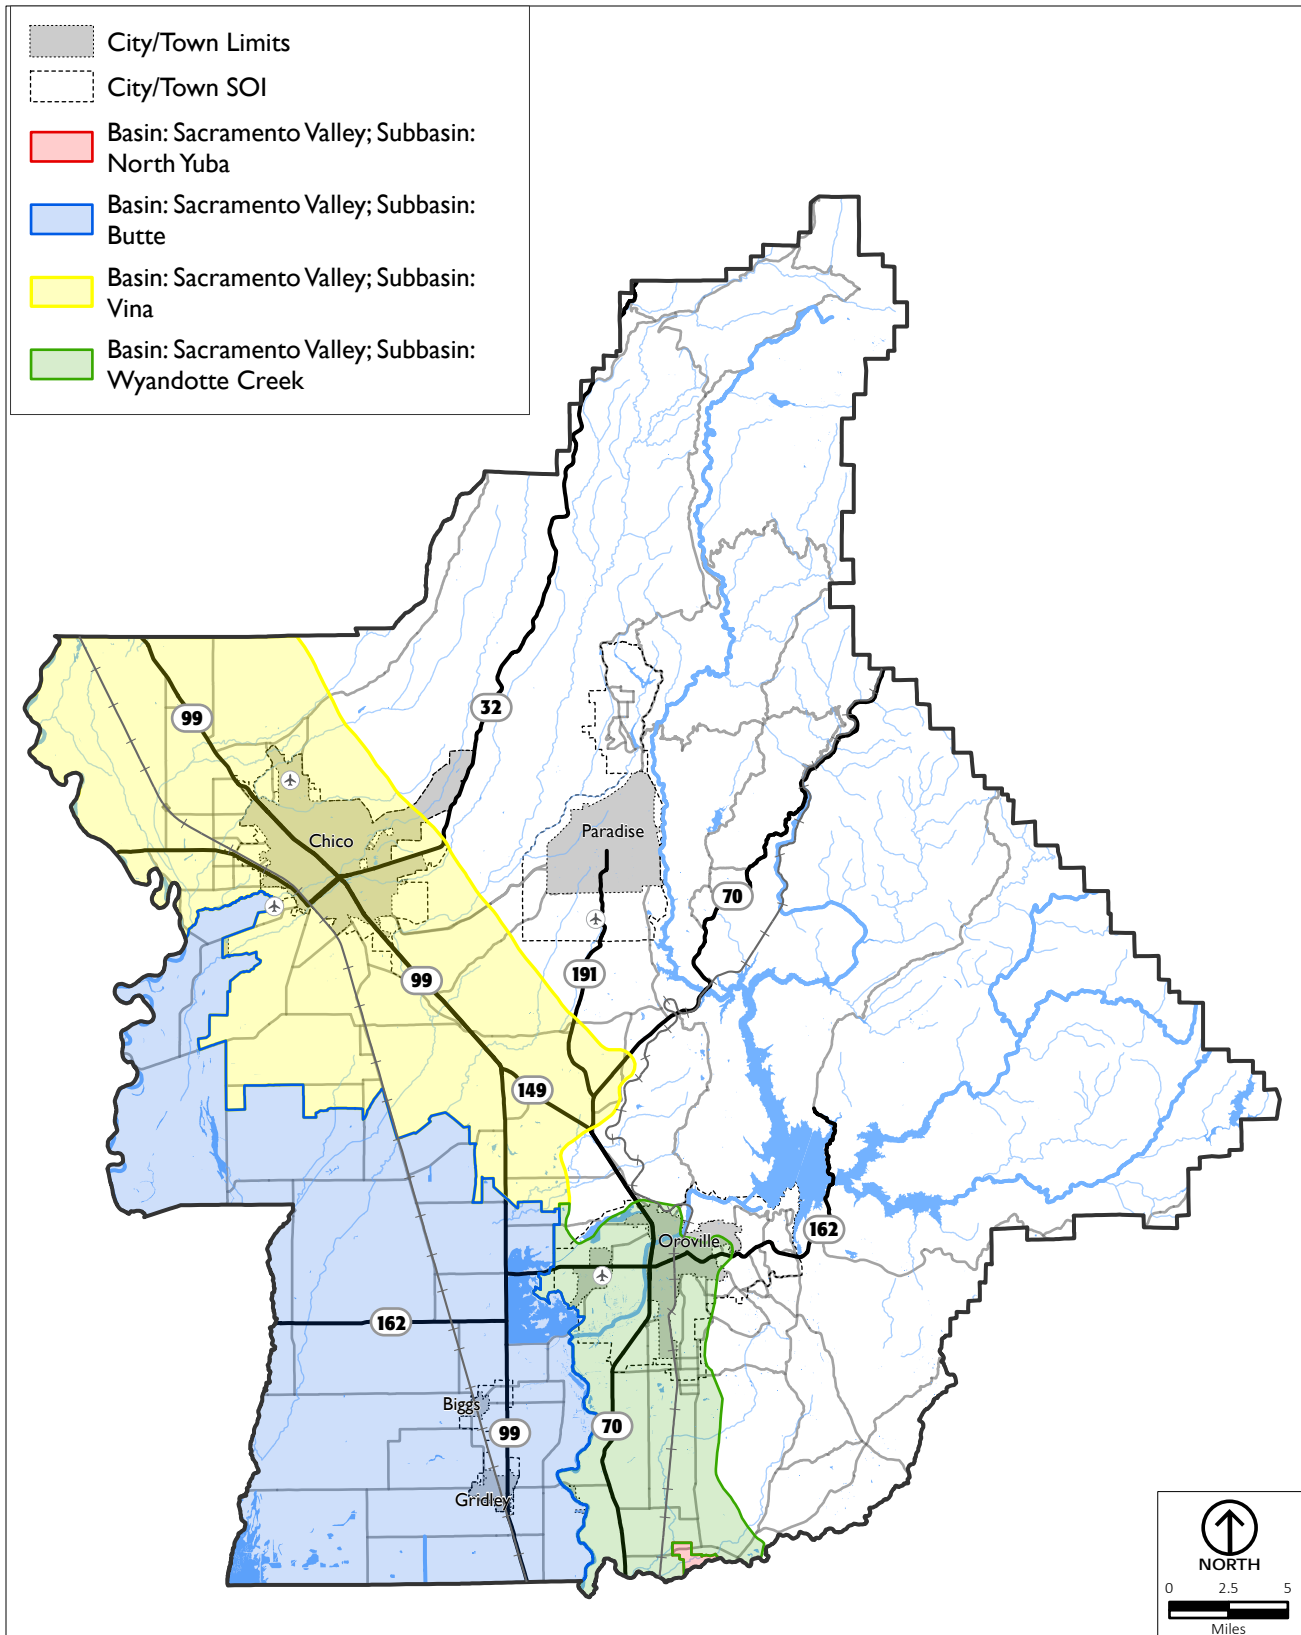 City/Town Limits
City/Town SOI
Basin: Sacramento Valley; Subbasin:
North Yuba
Basin: Sacramento Valley; Subbasin:
Butte
Basin: Sacramento Valley; Subbasin:
Vina
Basin: Sacramento Valley; Subbasin:
Wyandotte Creek
32
99
Chico
Paradise
70
191
99
149
162
Oroville
162
Biggs
70
99
Gridley
NORTH
0 2.5 5
Miles